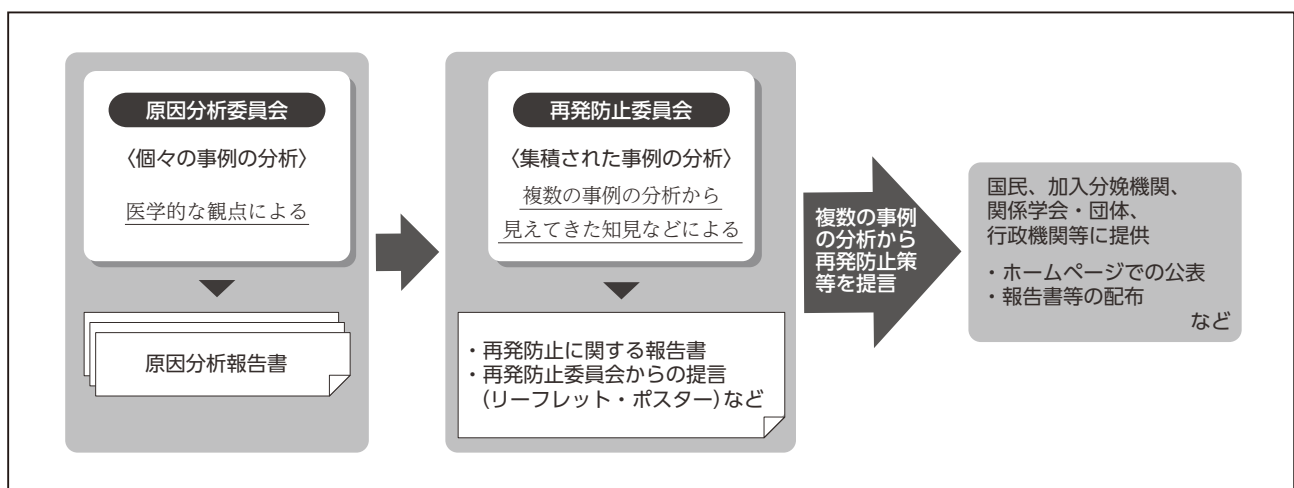 原因分析委員会
〈個々の事例の分析〉
医学的な観点による
原因分析報告書
再発防止委員会
〈集積された事例の分析〉
複数の事例の分析から
見えてきた知見などによる
・再発防止に関する報告書
・再発防止委員会からの提言
(リーフレット・ポスター)など
複数の事例
の分析から
再発防止策
等を提言
国民、加入分娩機関、
関係学会・団体、
行政機関等に提供
・ホームページでの公表
・報告書等の配布
など